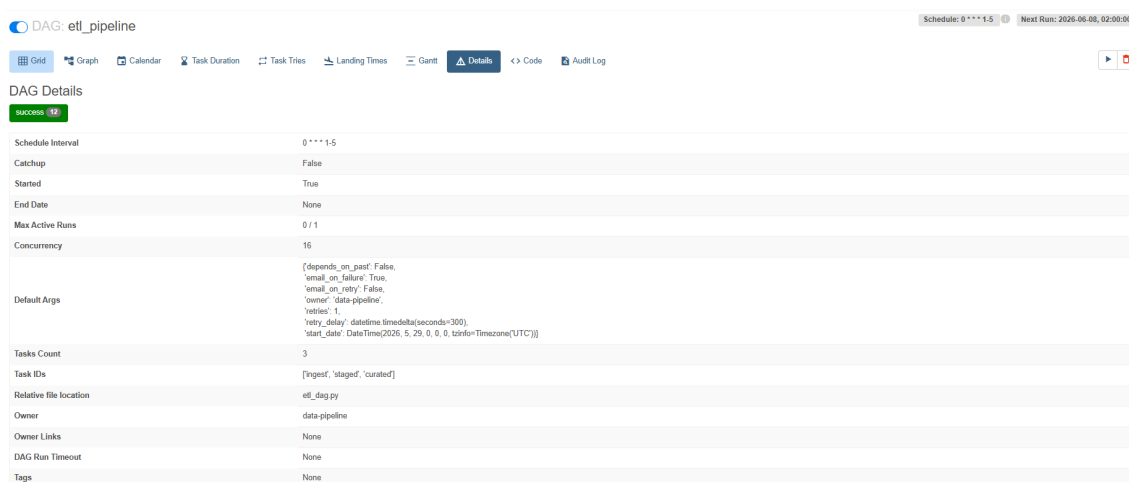 DAG: etl_pipeline
Schedule: 0 * * * 1-5
Next Run: 2026-06-08, 02:00:00
Grid Graph Calendar Task Duration Task Tries Landing Times Gantt Details <> Code Audit Log
DAG Details
success 12
Schedule Interval 0 * * * 1-5
Catchup False
Started True
End Date None
Max Active Runs 0 / 1
Concurrency 16
Default Args {'depends_on_past': False,
'email_on_failure': True,
'email_on_retry': False,
'owner': 'data-pipeline',
'retries': 1,
'retry_delay': datetime.timedelta(seconds=300),
'start_date': DateTime(2026, 5, 29, 0, 0, 0, tzinfo=Timezone('UTC'))}
Tasks Count 3
Task IDs ['ingest', 'staged', 'curated']
Relative file location etl_dag.py
Owner data-pipeline
Owner Links None
DAG Run Timeout None
Tags None